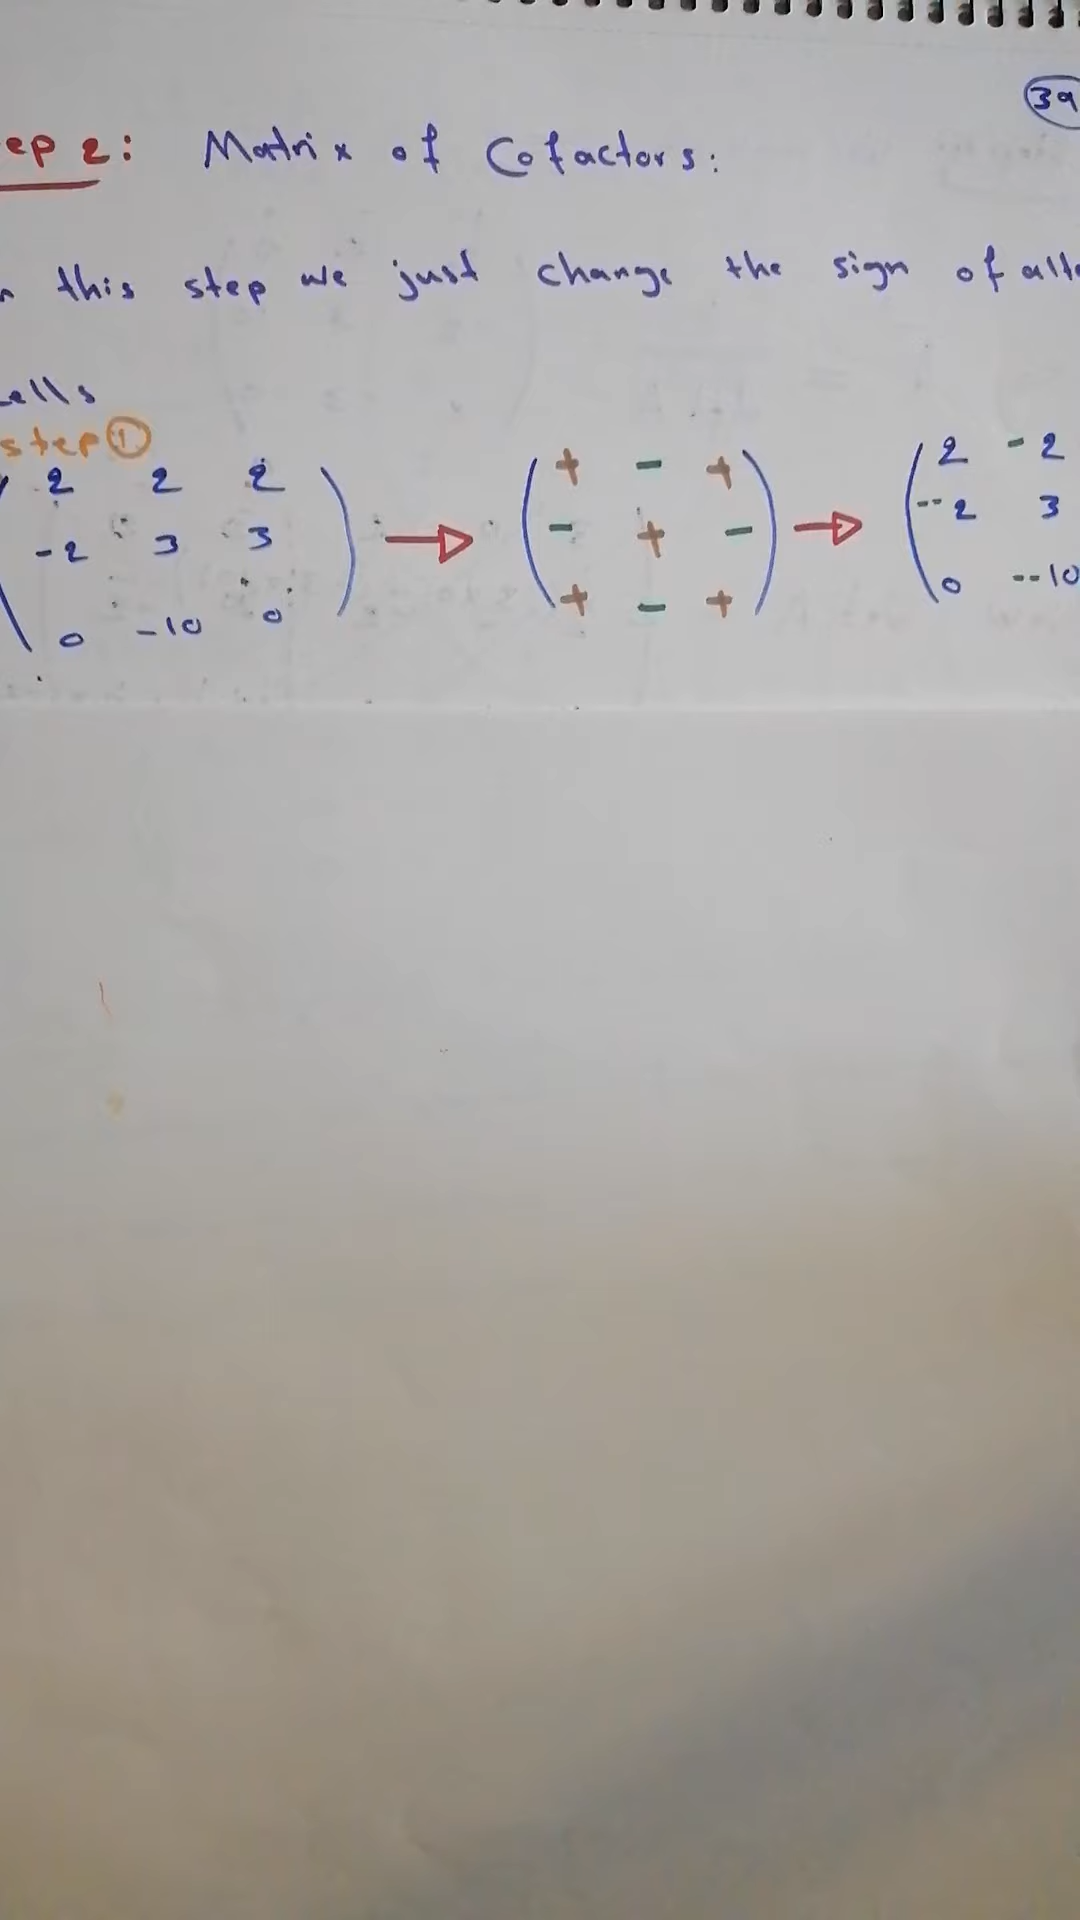 39
ep 2: Matrix of Cofactors:
this step we just change the sign of alte
ells
step 1
2 2 2 + - + 2 - 2
-2 3 3 - + - --2 3
0 -10 0 + - + 0 --10